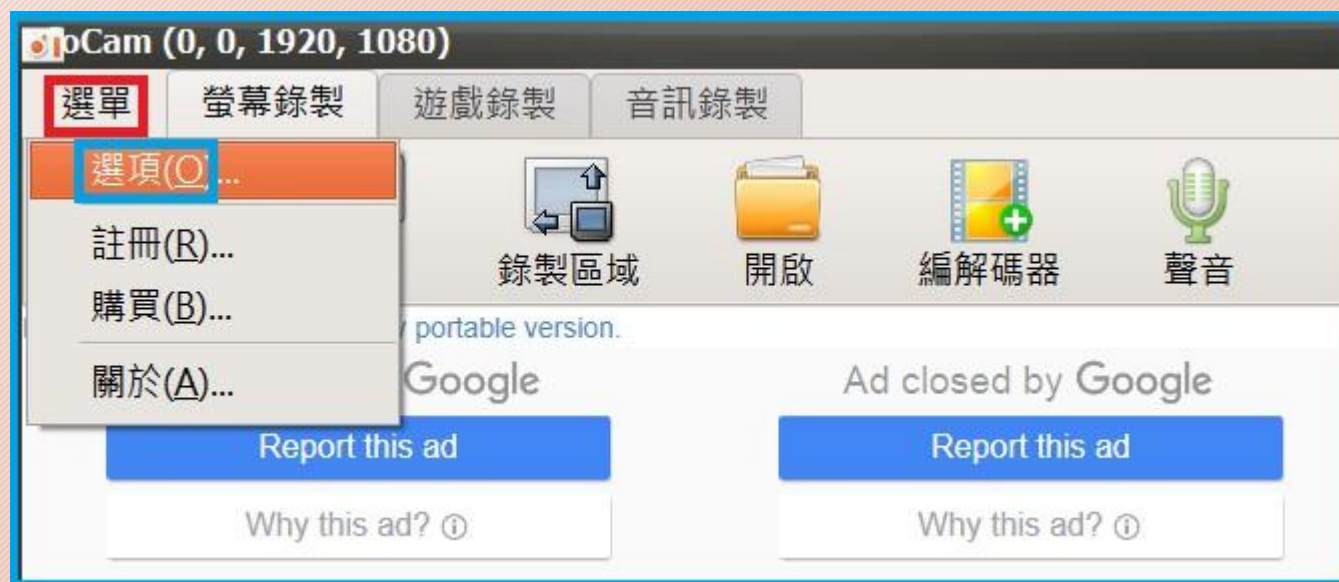 oCam (0, 0, 1920, 1080)
選單 螢幕錄製 遊戲錄製 音訊錄製
選項(O)...
註冊(R)...
購買(B)...
關於(A)...
錄製區域 開啟 編解碼器 聲音
portable version.
Google
Ad closed by Google
Report this ad
Report this ad
Why this ad?
Why this ad?